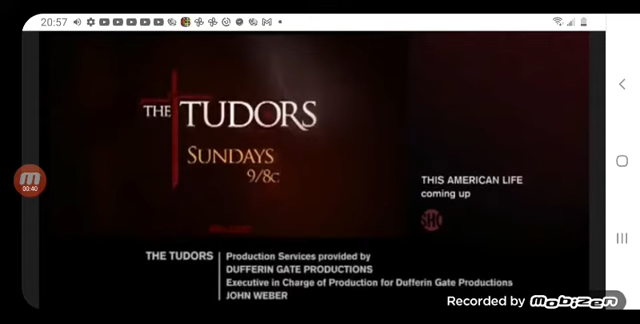 20:57
THE TUDORS
SUNDAYS
9/8c
THIS AMERICAN LIFE
coming up
SHO
00:40
THE TUDORS
Production Services provided by
DUFFERIN GATE PRODUCTIONS
Executive in Charge of Production for Dufferin Gate Productions
JOHN WEBER
Recorded by Mobizen